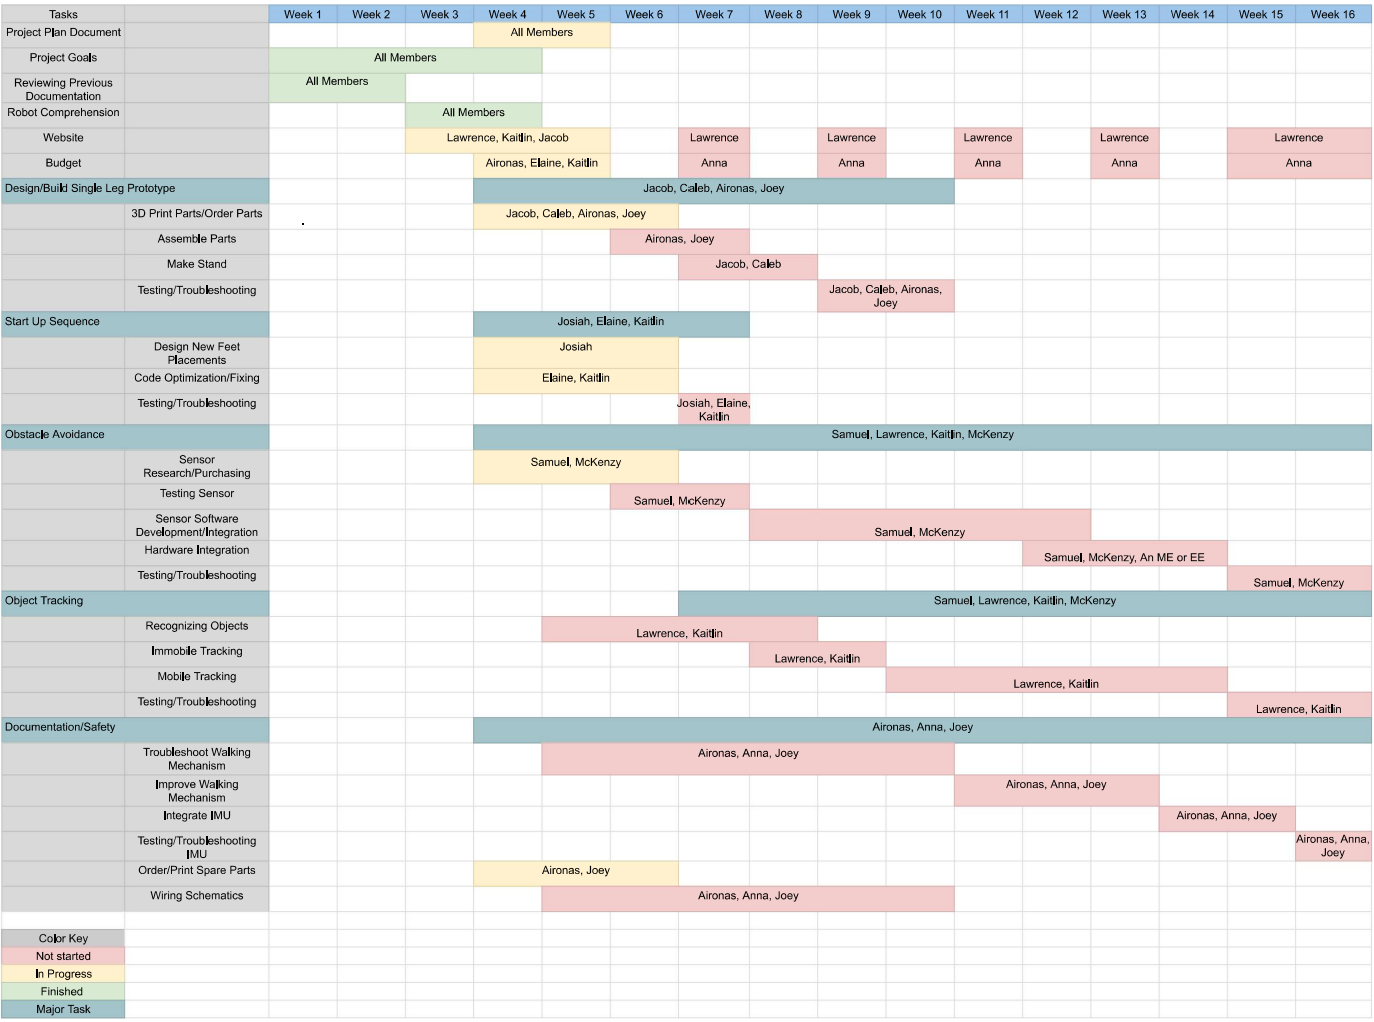 Tasks Week 1 Week 2 Week 3 Week 4 Week 5 Week 6 Week 7 Week 8 Week 9 Week 10 Week 11 Week 12 Week 13 Week 14 Week 15 Week 16
Project Plan Document All Members
Project Goals All Members
Reviewing Previous
Documentation
All Members
Robot Comprehension All Members
Website Lawrence, Kaitlin, Jacob Lawrence Lawrence Lawrence Lawrence Lawrence
Budget Aironas, Elaine, Kaitlin Anna Anna Anna Anna Anna
Design/Build Single Leg Prototype Jacob, Caleb, Aironas, Joey
3D Print Parts/Order Parts Jacob, Caleb, Aironas, Joey
Assemble Parts Aironas, Joey
Make Stand Jacob, Caleb
Testing/Troubleshooting Jacob, Caleb, Aironas,
Joey
Start Up Sequence Josiah, Elaine, Kaitlin
Design New Feet
Placements
Josiah
Code Optimization/Fixing Elaine, Kaitlin
Testing/Troubleshooting Josiah, Elaine,
Kaitlin
Obstacle Avoidance Samuel, Lawrence, Kaitlin, McKenzy
Sensor
Research/Purchasing
Samuel, McKenzy
Testing Sensor Samuel, McKenzy
Sensor Software
Development/Integration
Samuel, McKenzy
Hardware Integration Samuel, McKenzy, An ME or EE
Testing/Troubleshooting Samuel, McKenzy
Object Tracking Samuel, Lawrence, Kaitlin, McKenzy
Recognizing Objects Lawrence, Kaitlin
Immobile Tracking Lawrence, Kaitlin
Mobile Tracking Lawrence, Kaitlin
Testing/Troubleshooting Lawrence, Kaitlin
Documentation/Safety Aironas, Anna, Joey
Troubleshoot Walking
Mechanism
Aironas, Anna, Joey
Improve Walking
Mechanism
Aironas, Anna, Joey
Integrate IMU Aironas, Anna, Joey
Testing/Troubleshooting
IMU
Aironas, Anna,
Joey
Order/Print Spare Parts Aironas, Joey
Wiring Schematics Aironas, Anna, Joey
Color Key
Not started
In Progress
Finished
Major Task